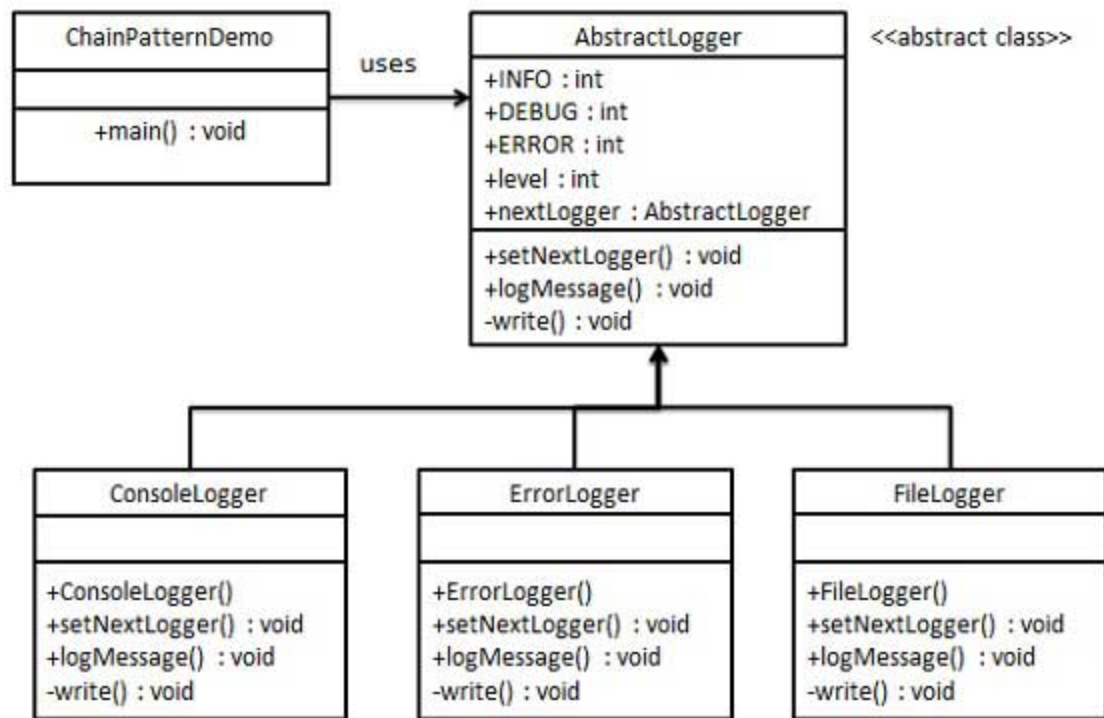 ChainPatternDemo
+main() : void
uses
AbstractLogger
+INFO : int
+DEBUG : int
+ERROR : int
+level : int
+nextLogger : AbstractLogger
+setNextLogger() : void
+logMessage() : void
-write() : void
<<abstract class>>
ConsoleLogger
+ConsoleLogger()
+setNextLogger() : void
+logMessage() : void
-write() : void
ErrorLogger
+ErrorLogger()
+setNextLogger() : void
+logMessage() : void
-write() : void
FileLogger
+FileLogger()
+setNextLogger() : void
+logMessage() : void
-write() : void